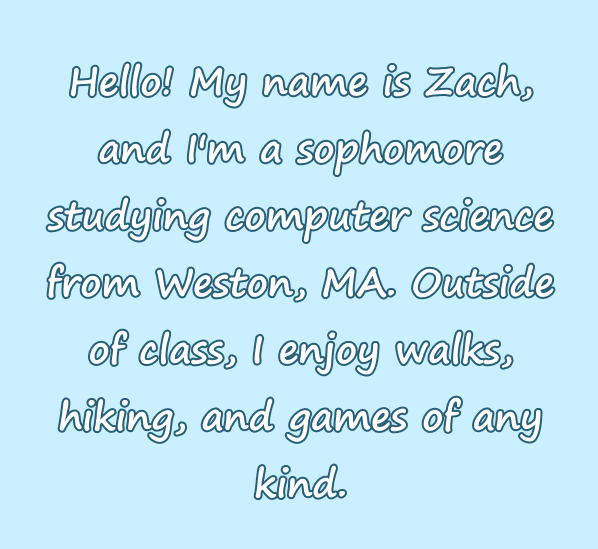 Hello! My name is Zach,
and I'm a sophomore
studying computer science
from Weston, MA. Outside
of class, I enjoy walks,
hiking, and games of any
kind.